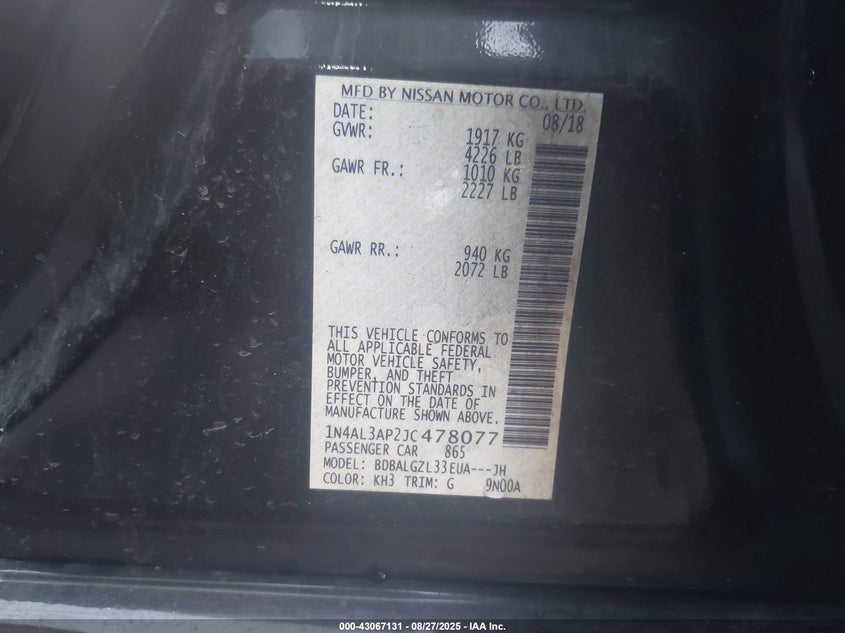 MFD BY NISSAN MOTOR CO., LTD.
DATE: 08/18
GVWR: 1917 KG
4226 LB
GAWR FR.: 1010 KG
2227 LB
GAWR RR.: 940 KG
2072 LB
THIS VEHICLE CONFORMS TO
ALL APPLICABLE FEDERAL
MOTOR VEHICLE SAFETY,
BUMPER, AND THEFT
PREVENTION STANDARDS IN
EFFECT ON THE DATE OF
MANUFACTURE SHOWN ABOVE.
1N4AL3AP2JC478077
PASSENGER CAR 865
MODEL: BDBALGZL33EUA---JH
COLOR: KH3 TRIM: G 9N00A
000-43067131 — 08/27/2025 — IAA Inc.